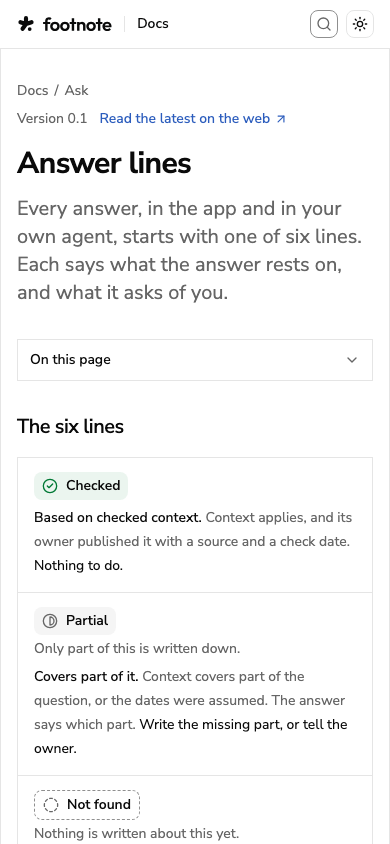 footnote Docs
Docs / Ask
Version 0.1 Read the latest on the web ↗
Answer lines
Every answer, in the app and in your
own agent, starts with one of six lines.
Each says what the answer rests on,
and what it asks of you.
On this page
The six lines
Checked
Based on checked context. Context applies, and its
owner published it with a source and a check date.
Nothing to do.
Partial
Only part of this is written down.
Covers part of it. Context covers part of the
question, or the dates were assumed. The answer
says which part. Write the missing part, or tell the
owner.
Not found
Nothing is written about this yet.